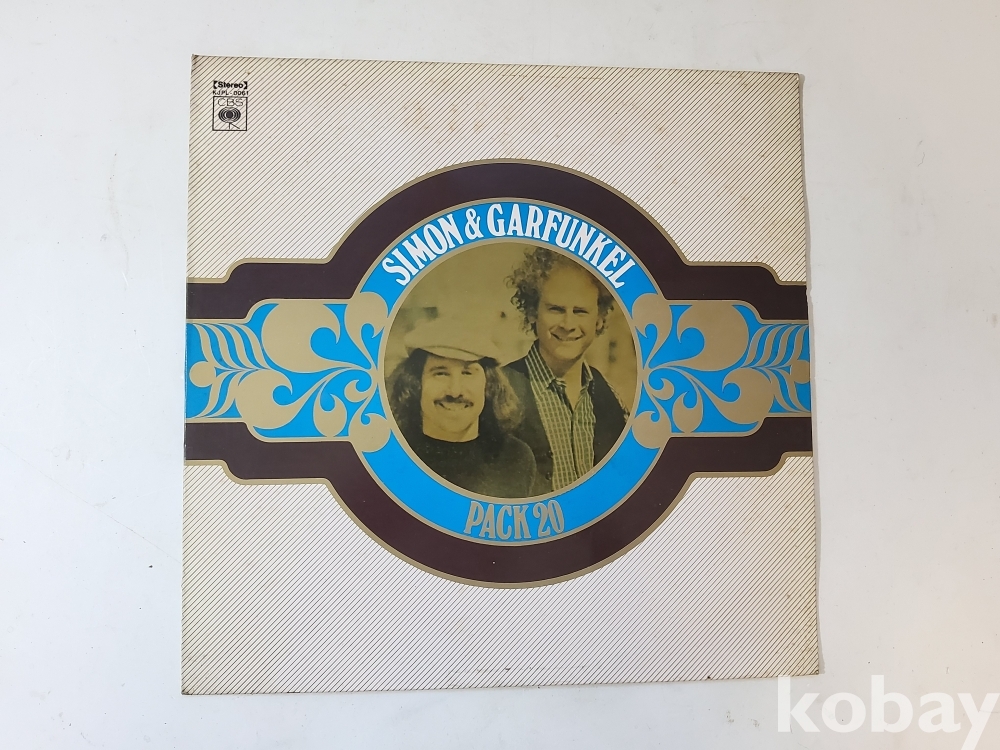 【Stereo】
KJPL-0061
CBS
SIMON & GARFUNKEL
PACK 20
kobay